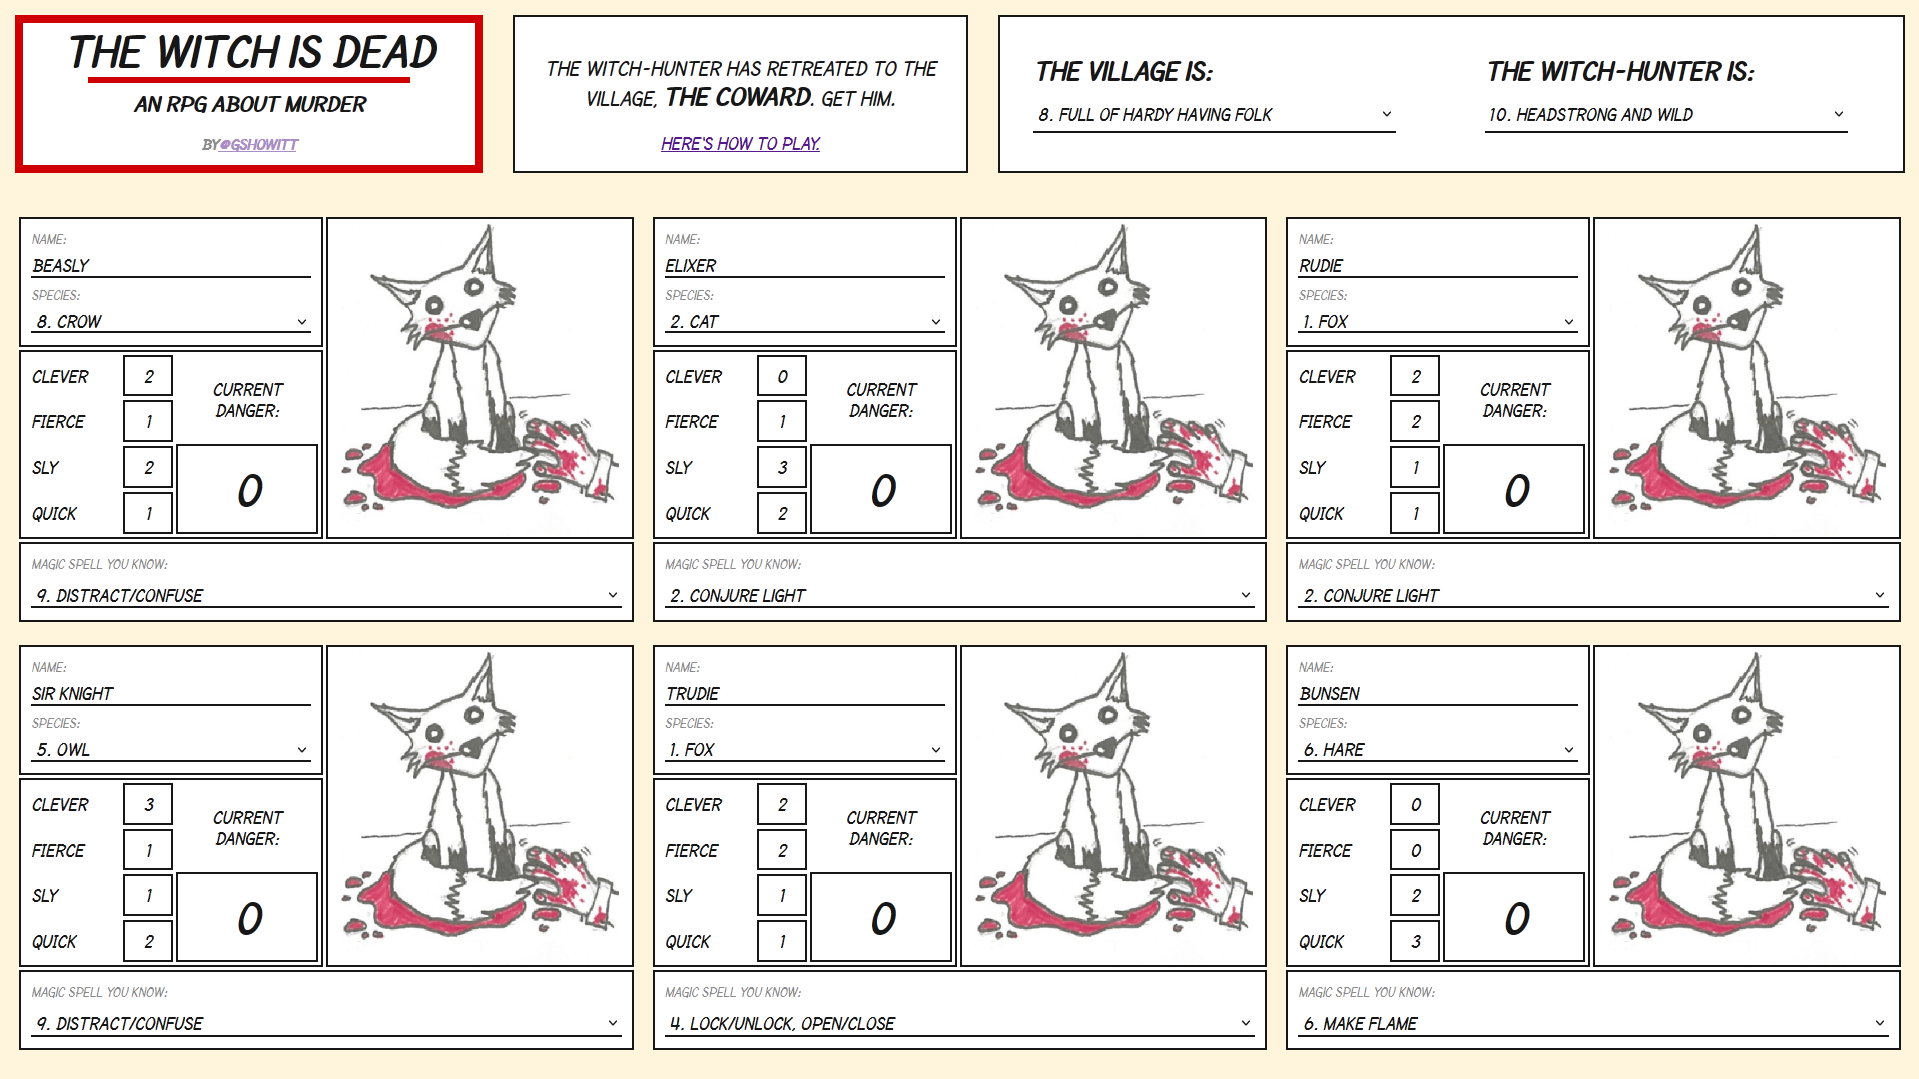 THE WITCH IS DEAD
AN RPG ABOUT MURDER
BY @GSHOWITT
THE WITCH-HUNTER HAS RETREATED TO THE
VILLAGE, THE COWARD. GET HIM.
HERE'S HOW TO PLAY.
THE VILLAGE IS:
8. FULL OF HARDY HAVING FOLK
THE WITCH-HUNTER IS:
10. HEADSTRONG AND WILD
NAME:
BEASLY
SPECIES:
8. CROW
CLEVER 2
FIERCE 1
SLY 2
QUICK 1
CURRENT
DANGER:
0
MAGIC SPELL YOU KNOW:
9. DISTRACT/CONFUSE
NAME:
ELIXER
SPECIES:
2. CAT
CLEVER 0
FIERCE 1
SLY 3
QUICK 2
CURRENT
DANGER:
0
MAGIC SPELL YOU KNOW:
2. CONJURE LIGHT
NAME:
RUDIE
SPECIES:
1. FOX
CLEVER 2
FIERCE 2
SLY 1
QUICK 1
CURRENT
DANGER:
0
MAGIC SPELL YOU KNOW:
2. CONJURE LIGHT
NAME:
SIR KNIGHT
SPECIES:
5. OWL
CLEVER 3
FIERCE 1
SLY 1
QUICK 2
CURRENT
DANGER:
0
MAGIC SPELL YOU KNOW:
9. DISTRACT/CONFUSE
NAME:
TRUDIE
SPECIES:
1. FOX
CLEVER 2
FIERCE 2
SLY 1
QUICK 1
CURRENT
DANGER:
0
MAGIC SPELL YOU KNOW:
4. LOCK/UNLOCK, OPEN/CLOSE
NAME:
BUNSEN
SPECIES:
6. HARE
CLEVER 0
FIERCE 0
SLY 2
QUICK 3
CURRENT
DANGER:
0
MAGIC SPELL YOU KNOW:
6. MAKE FLAME